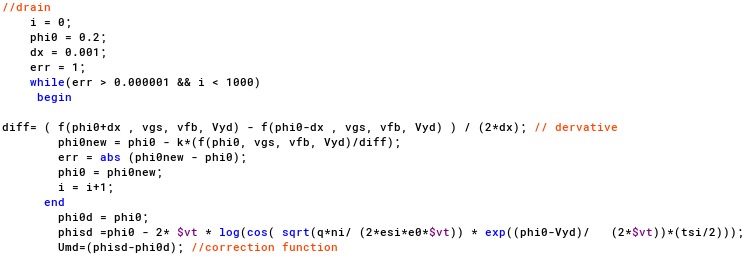 //drain
i = 0;
phi0 = 0.2;
dx = 0.001;
err = 1;
while(err > 0.000001 && i < 1000)
begin
diff= ( f(phi0+dx , vgs, vfb, Vyd) - f(phi0-dx , vgs, vfb, Vyd) ) / (2*dx); // dervative
phi0new = phi0 - k*(f(phi0, vgs, vfb, Vyd)/diff);
err = abs (phi0new - phi0);
phi0 = phi0new;
i = i+1;
end
phi0d = phi0;
phisd =phi0 - 2* $vt * log(cos( sqrt(q*ni/ (2*esi*e0*$vt)) * exp((phi0-Vyd)/   (2*$vt))*(tsi/2)));
Umd=(phisd-phi0d); //correction function